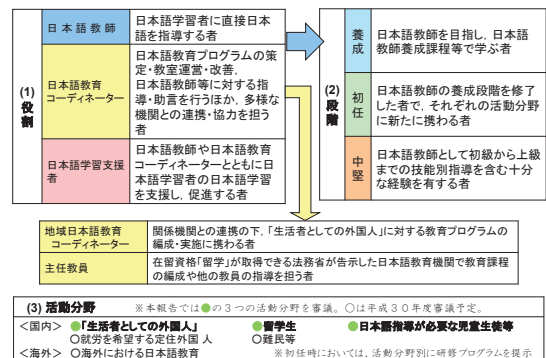 (1)
役
割
日本語教師
日本語学習者に直接日本
語を指導する者
日本語教育
コーディネーター
日本語教育プログラムの策
定・教室運営・改善,
日本語教師等に対する指
導・助言を行うほか, 多様な
機関との連携・協力を担う
者
日本語学習支援
者
日本語教師や日本語教育
コーディネーターとともに日
本語学習者の日本語学習
を支援し, 促進する者
(2)
段
階
養
成
日本語教師を目指し, 日本語
教師養成課程等で学ぶ者
初
任
日本語教師の養成段階を修了
した者で, それぞれの活動分野
に新たに携わる者
中
堅
日本語教師として初級から上級
までの技能別指導を含む十分
な経験を有する者
地域日本語教育
コーディネーター
関係機関との連携の下, 「生活者としての外国人」に対する教育プログラムの
編成・実施に携わる者
主任教員
在留資格「留学」が取得できる法務省が告示した日本語教育機関で教育課程
の編成や他の教員の指導を担う者
(3) 活動分野 ※本報告では●の3つの活動分野を審議。○は平成30年度審議予定。
<国内> ●「生活者としての外国人」 ●留学生 ●日本語指導が必要な児童生徒等
○就労を希望する定住外国 人 ○難民等
<海外> ○海外における日本語教育 ※初任時においては, 活動分野別に研修プログラムを提示